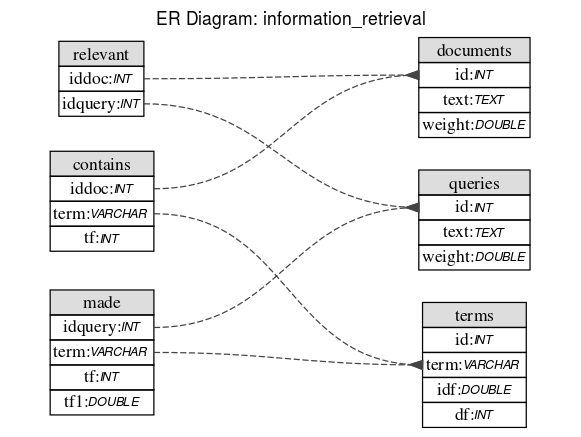 ER Diagram: information_retrieval
relevant
iddoc:INT
idquery:INT
contains
iddoc:INT
term:VARCHAR
tf:INT
made
idquery:INT
term:VARCHAR
tf:INT
tf1:DOUBLE
documents
id:INT
text:TEXT
weight:DOUBLE
queries
id:INT
text:TEXT
weight:DOUBLE
terms
id:INT
term:VARCHAR
idf:DOUBLE
df:INT